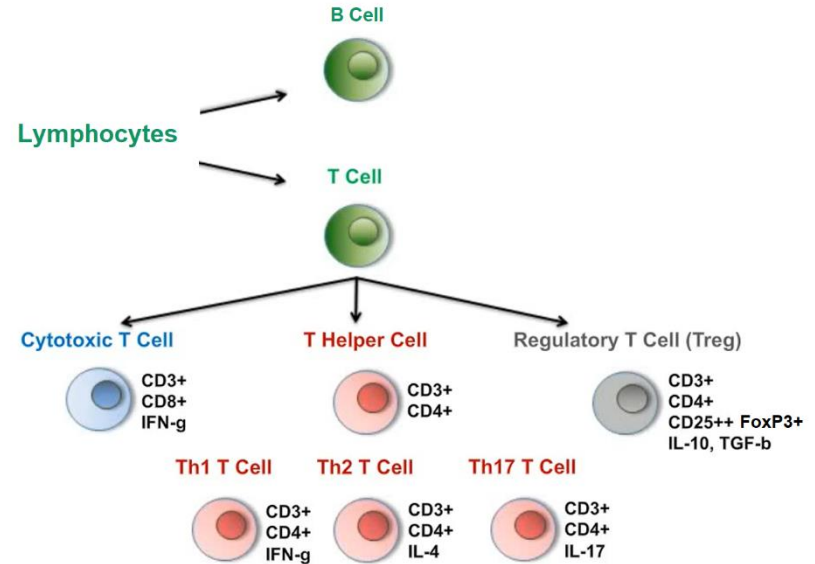 B Cell
Lymphocytes
T Cell
Cytotoxic T Cell
CD3+
CD8+
IFN-g
T Helper Cell
CD3+
CD4+
Regulatory T Cell (Treg)
CD3+
CD4+
CD25++ FoxP3+
IL-10, TGF-b
Th1 T Cell
CD3+
CD4+
IFN-g
Th2 T Cell
CD3+
CD4+
IL-4
Th17 T Cell
CD3+
CD4+
IL-17